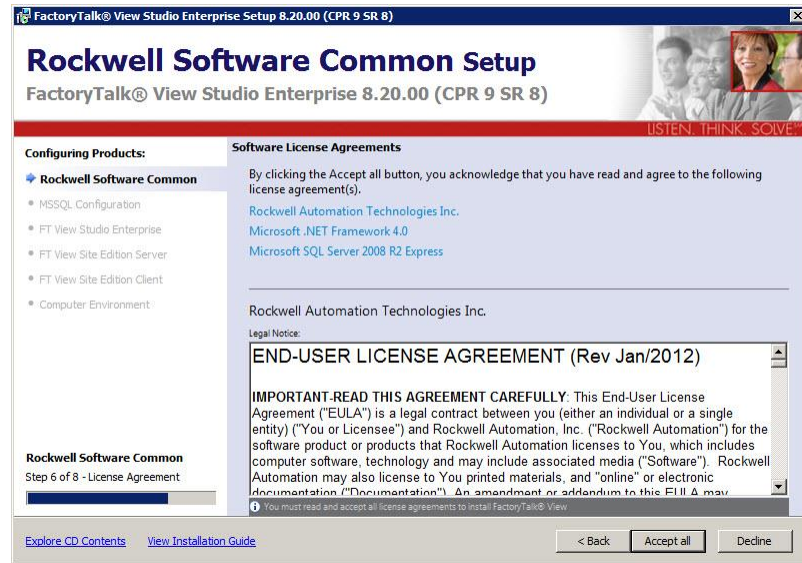 FactoryTalk® View Studio Enterprise Setup 8.20.00 (CPR 9 SR 8)
Rockwell Software Common Setup
FactoryTalk® View Studio Enterprise 8.20.00 (CPR 9 SR 8)
LISTEN. THINK. SOLVE.
Configuring Products:
Rockwell Software Common
MSSQL Configuration
FT View Studio Enterprise
FT View Site Edition Server
FT View Site Edition Client
Computer Environment
Rockwell Software Common
Step 6 of 8 - License Agreement
Software License Agreements
By clicking the Accept all button, you acknowledge that you have read and agree to the following
license agreement(s).
Rockwell Automation Technologies Inc.
Microsoft .NET Framework 4.0
Microsoft SQL Server 2008 R2 Express
Rockwell Automation Technologies Inc.
Legal Notice:
END-USER LICENSE AGREEMENT (Rev Jan/2012)
IMPORTANT-READ THIS AGREEMENT CAREFULLY: This End-User License
Agreement ("EULA") is a legal contract between you (either an individual or a single
entity) ("You or Licensee") and Rockwell Automation, Inc. ("Rockwell Automation") for the
software product or products that Rockwell Automation licenses to You, which includes
computer software, technology and may include associated media ("Software"). Rockwell
Automation may also license to You printed materials, and "online" or electronic
documentation ("Documentation"). An amendment or addendum to this EULA may
You must read and accept all license agreements to install FactoryTalk® View
Explore CD Contents
View Installation Guide
< Back
Accept all
Decline